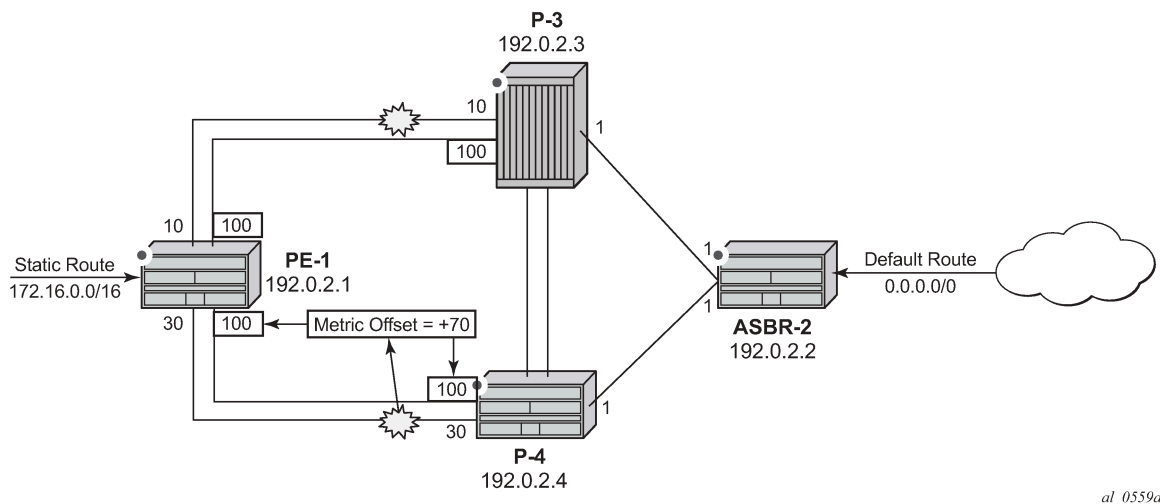 P-3
192.0.2.3
10
1
100
10
100
Static Route
172.16.0.0/16
PE-1
192.0.2.1
1
Default Route
0.0.0.0/0
30
100
Metric Offset = +70
1
ASBR-2
192.0.2.2
100
1
30
P-4
192.0.2.4
al_0559a